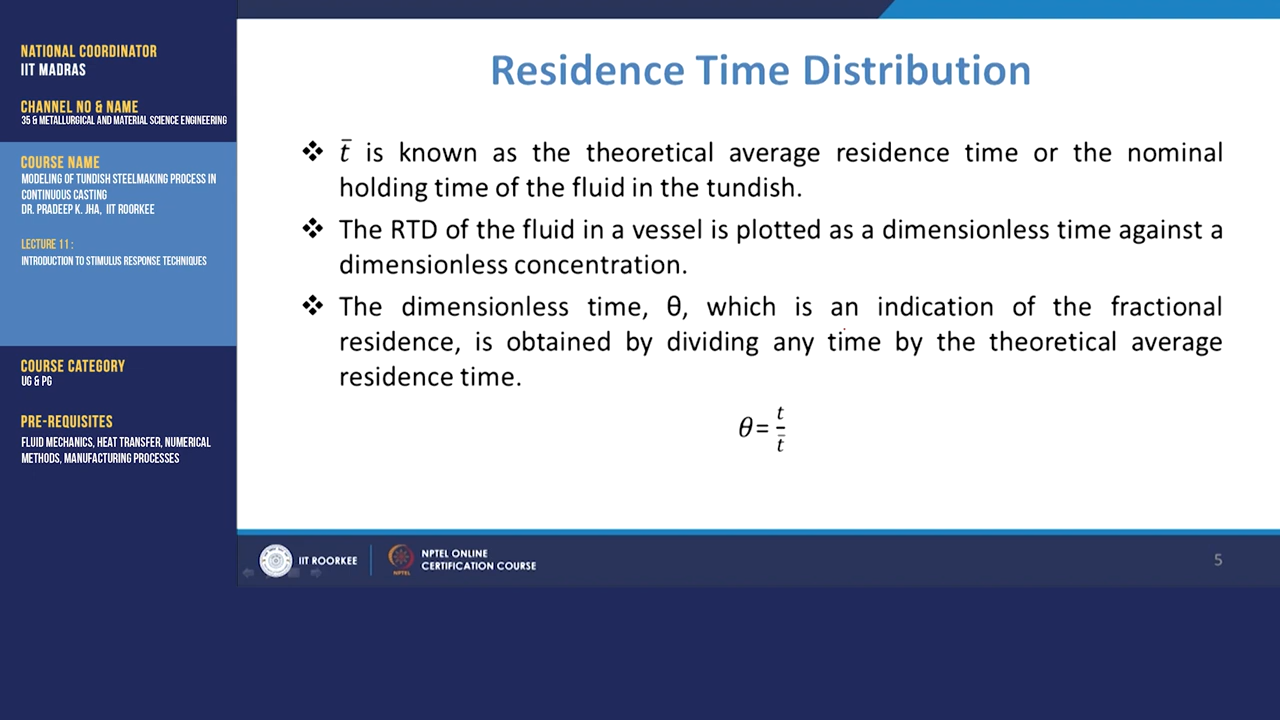 NATIONAL COORDINATOR
IIT MADRAS
CHANNEL NO & NAME
35 & METALLURGICAL AND MATERIAL SCIENCE ENGINEERING
COURSE NAME
MODELING OF TUNDISH STEELMAKING PROCESS IN
CONTINUOUS CASTING
DR. PRADEEP K. JHA, IIT ROORKEE
LECTURE 11 :
INTRODUCTION TO STIMULUS RESPONSE TECHNIQUES
COURSE CATEGORY
UG & PG
PRE-REQUISITES
FLUID MECHANICS, HEAT TRANSFER, NUMERICAL
METHODS, MANUFACTURING PROCESSES
Residence Time Distribution
❖ t̄ is known as the theoretical average residence time or the nominal
holding time of the fluid in the tundish.
❖ The RTD of the fluid in a vessel is plotted as a dimensionless time against a
dimensionless concentration.
❖ The dimensionless time, θ, which is an indication of the fractional
residence, is obtained by dividing any time by the theoretical average
residence time.
θ= t/t̄
IIT ROORKEE
NPTEL ONLINE
CERTIFICATION COURSE
NPTEL
5